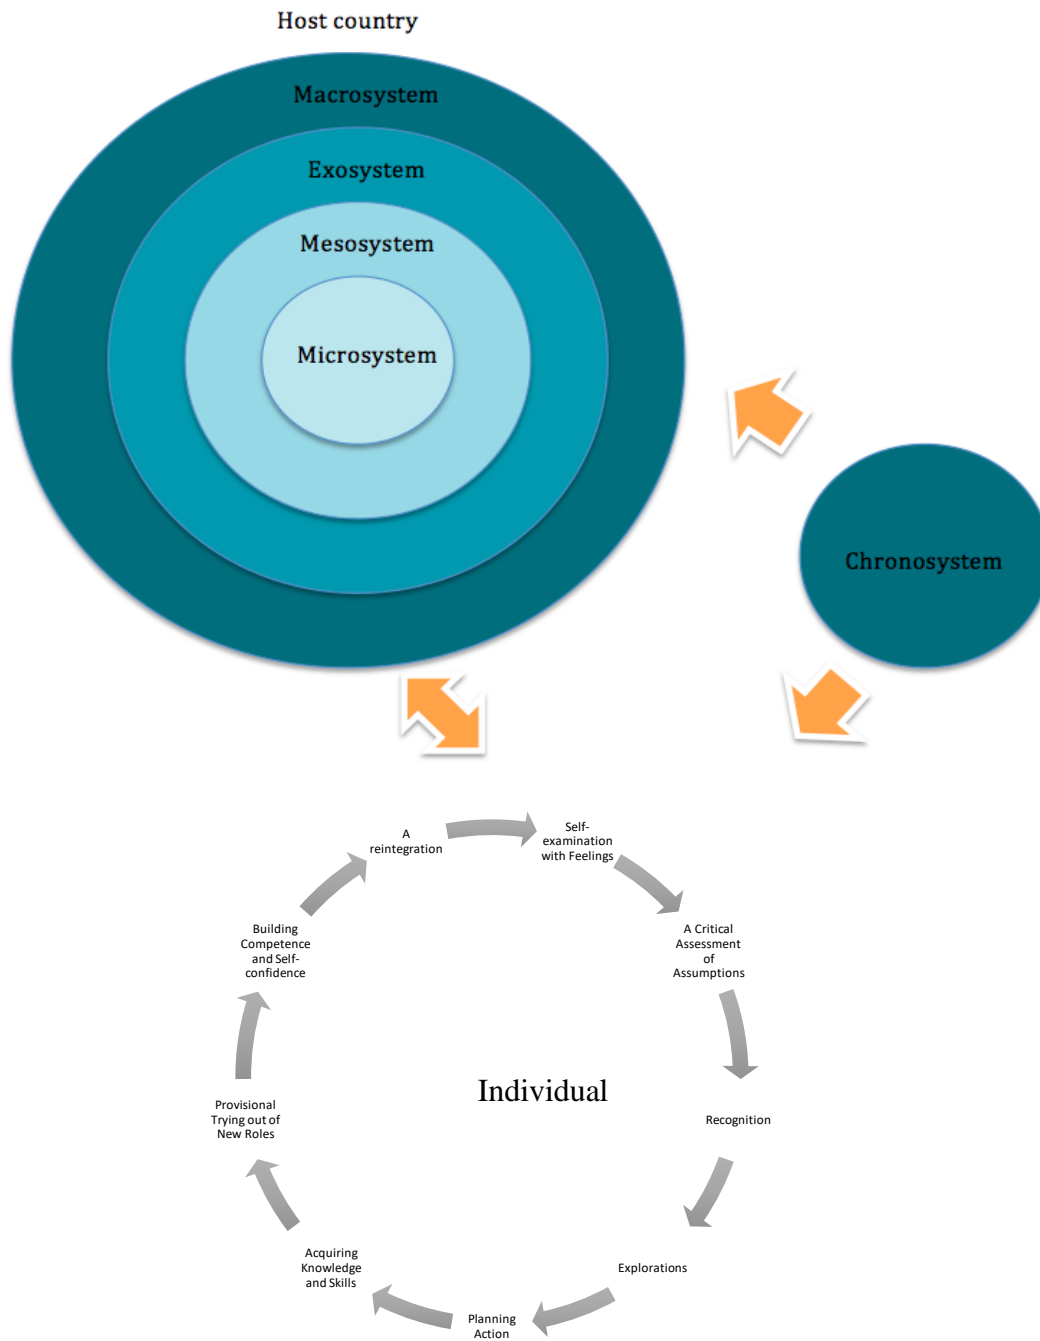 Host country
Macrosystem
Exosystem
Mesosystem
Microsystem
Chronosystem
A
reintegration
Self-
examination
with Feelings
A Critical
Assessment
of
Assumptions
Recognition
Explorations
Planning
Action
Acquiring
Knowledge
and Skills
Provisional
Trying out of
New Roles
Building
Competence
and Self-
confidence
Individual